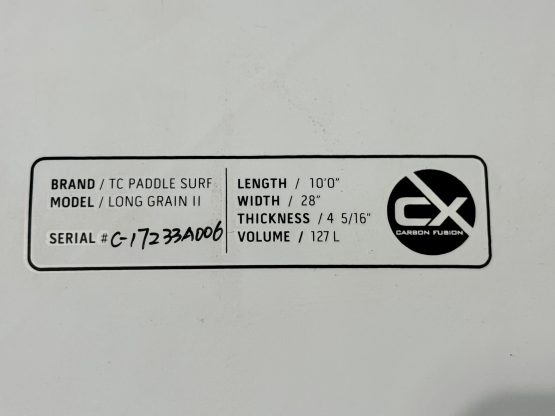 BRAND / TC PADDLE SURF
MODEL / LONG GRAIN II
SERIAL # C-17233A006
LENGTH / 10'0"
WIDTH / 28"
THICKNESS / 4 5/16"
VOLUME / 127 L
CX
CARBON FUSION